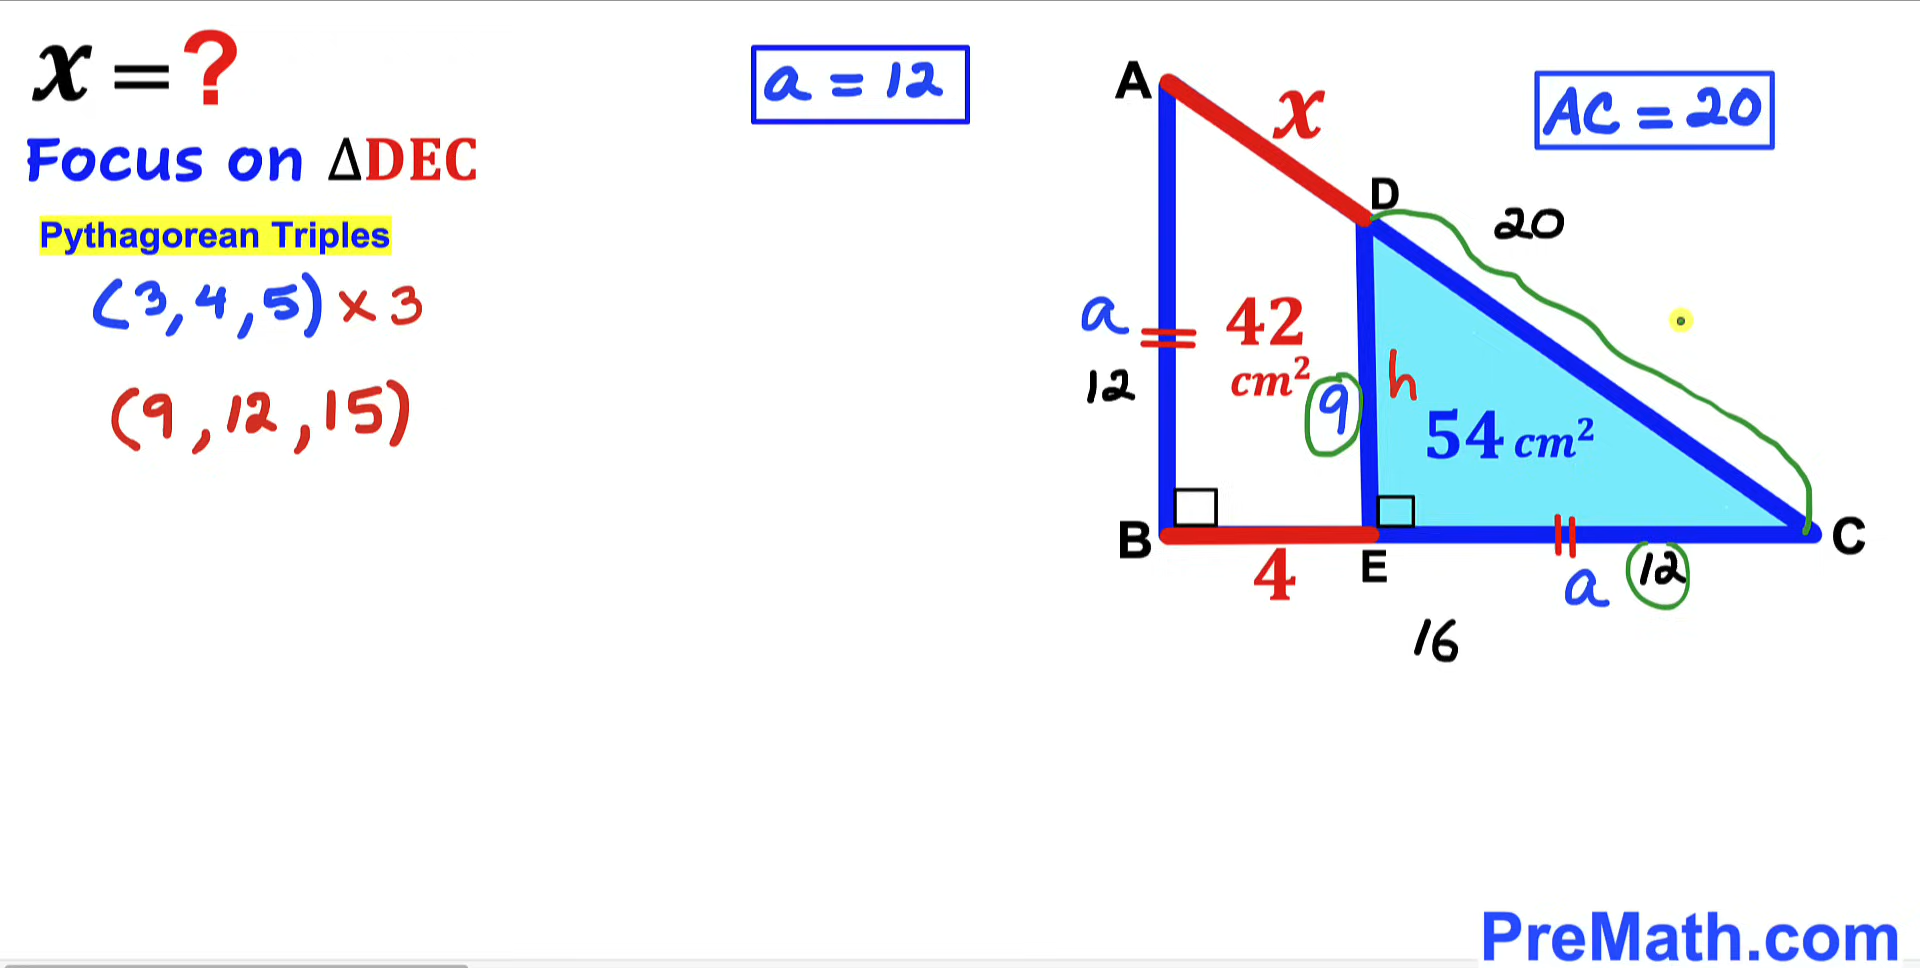 x = ?
Focus on ΔDEC
Pythagorean Triples
(3, 4, 5) × 3
(9, 12, 15)
a = 12
AC = 20
A
x
D
20
a
12
42
cm²
9
h
54 cm²
B
4
E
a
12
C
16
PreMath.com